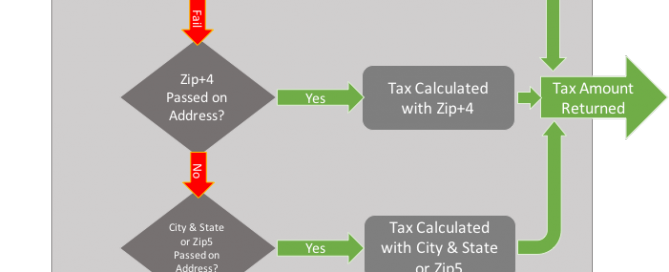 Fail
Zip+4
Passed on
Address?
Yes
Tax Calculated
with Zip+4
Tax Amount
Returned
No
City & State
or Zip5
Passed on
Address?
Yes
Tax Calculated
with City & State
or Zip5